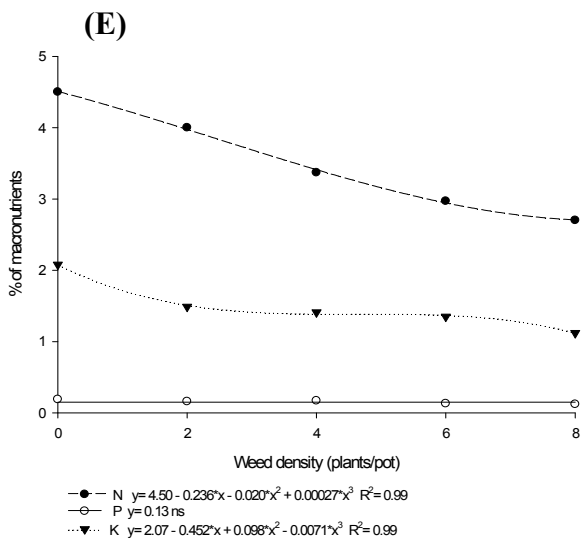 (E)
5
4
3
2
1
0
% of macronutrients
0 2 4 6 8
Weed density (plants/pot)
N y= 4.50 - 0.236*x - 0.020*x² + 0.00027*x³ R²= 0.99
P y= 0.13 ns
K y= 2.07 - 0.452*x + 0.098*x² - 0.0071*x³ R²= 0.99